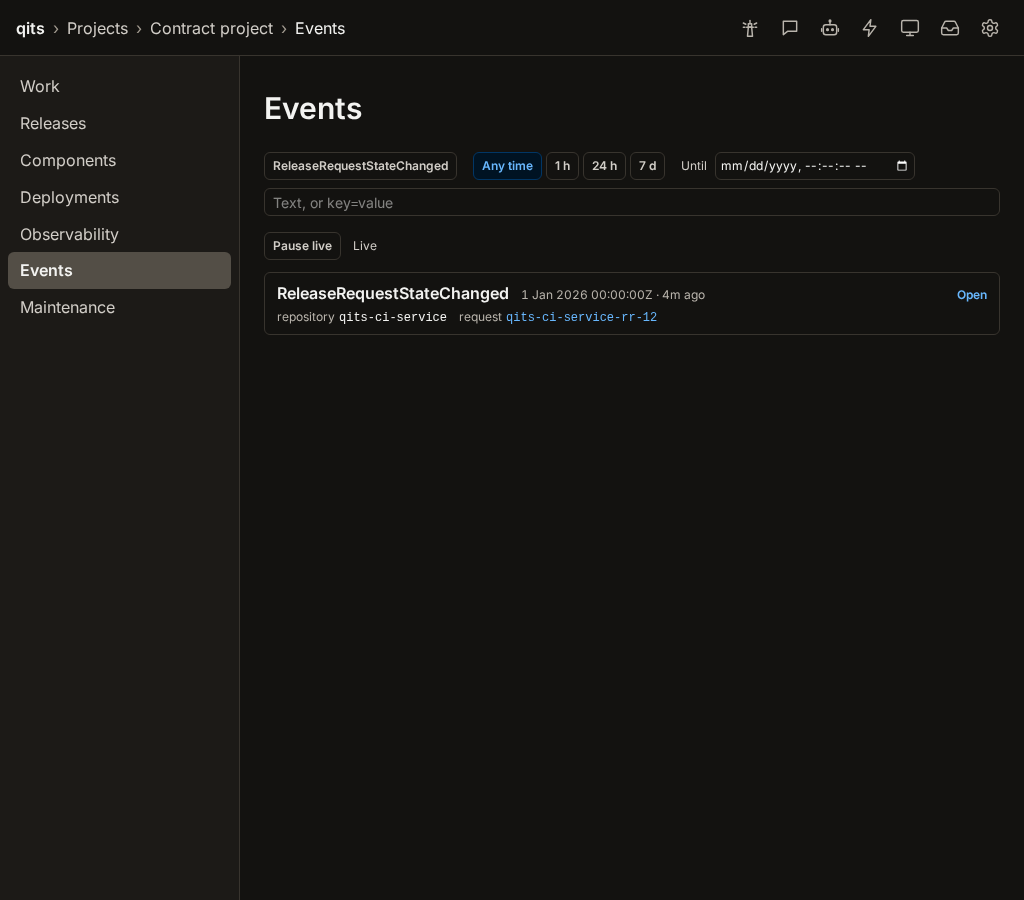 qits › Projects › Contract project › Events
Work
Releases
Components
Deployments
Observability
Events
Maintenance
Events
ReleaseRequestStateChanged Any time 1 h 24 h 7 d Until mm/dd/yyyy, --:--:-- --
Text, or key=value
Pause live Live
ReleaseRequestStateChanged 1 Jan 2026 00:00:00Z · 4m ago Open
repository qits-ci-service request qits-ci-service-rr-12